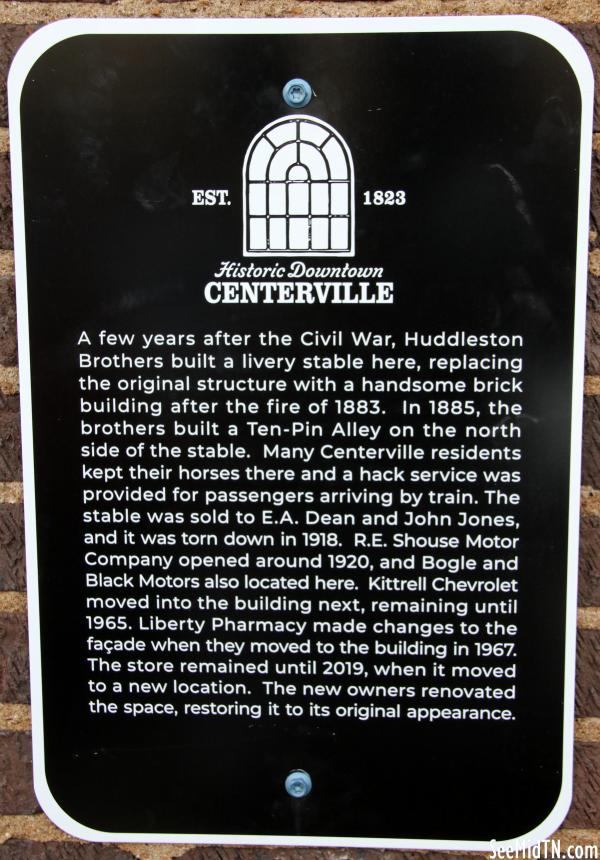 EST. 1823
Historic Downtown
CENTERVILLE
A few years after the Civil War, Huddleston
Brothers built a livery stable here, replacing
the original structure with a handsome brick
building after the fire of 1883. In 1885, the
brothers built a Ten-Pin Alley on the north
side of the stable. Many Centerville residents
kept their horses there and a hack service was
provided for passengers arriving by train. The
stable was sold to E.A. Dean and John Jones,
and it was torn down in 1918. R.E. Shouse Motor
Company opened around 1920, and Bogle and
Black Motors also located here. Kittrell Chevrolet
moved into the building next, remaining until
1965. Liberty Pharmacy made changes to the
façade when they moved to the building in 1967.
The store remained until 2019, when it moved
to a new location. The new owners renovated
the space, restoring it to its original appearance.
SeeMidTN.com